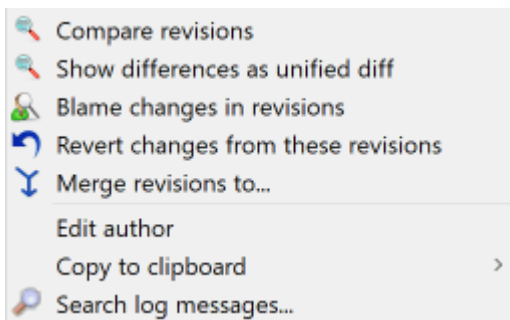 Compare revisions
Show differences as unified diff
Blame changes in revisions
Revert changes from these revisions
Merge revisions to...
Edit author
Copy to clipboard
Search log messages...